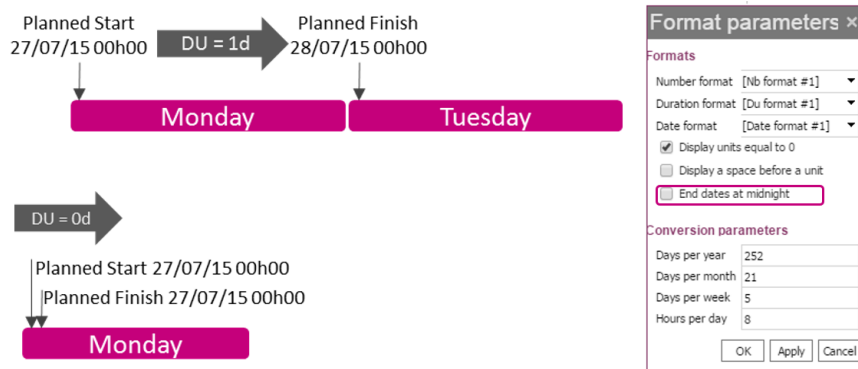 Planned Start
27/07/15 00h00
DU = 1d
Planned Finish
28/07/15 00h00
Monday
Tuesday
DU = 0d
Planned Start 27/07/15 00h00
Planned Finish 27/07/15 00h00
Monday
Format parameters ×
Formats
Number format [Nb format #1]
Duration format [Du format #1]
Date format [Date format #1]
Display units equal to 0
Display a space before a unit
End dates at midnight
Conversion parameters
Days per year 252
Days per month 21
Days per week 5
Hours per day 8
OK Apply Cancel